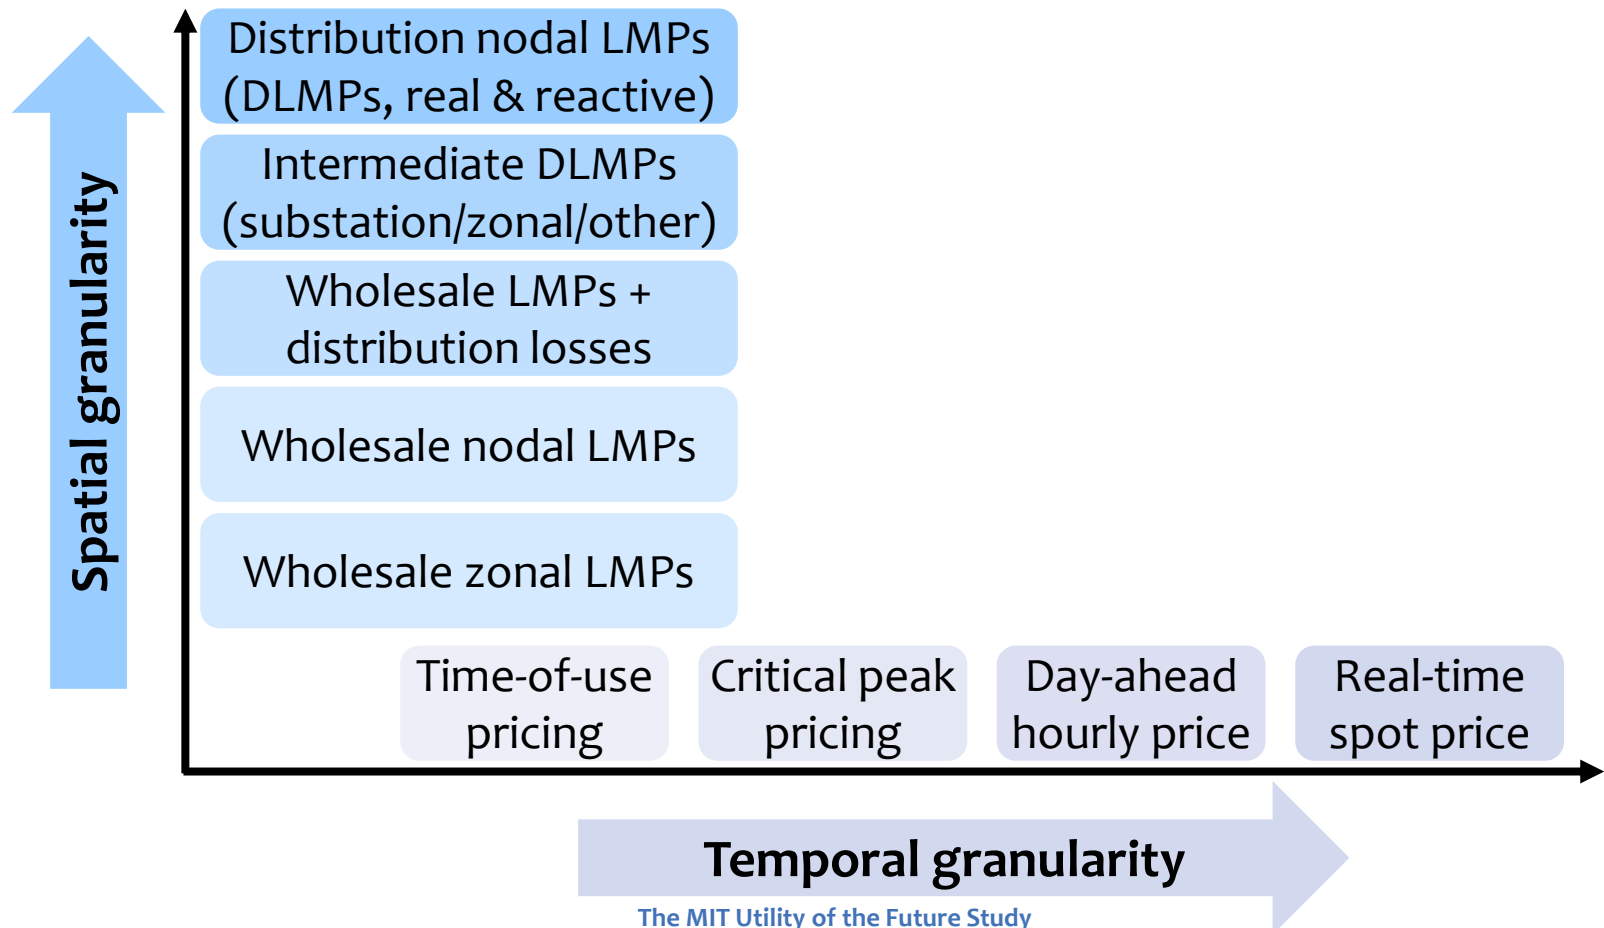 Distribution nodal LMPs
(DLMPs, real & reactive)
Intermediate DLMPs
(substation/zonal/other)
Wholesale LMPs +
distribution losses
Wholesale nodal LMPs
Wholesale zonal LMPs
Spatial granularity
Time-of-use
pricing
Critical peak
pricing
Day-ahead
hourly price
Real-time
spot price
Temporal granularity
The MIT Utility of the Future Study